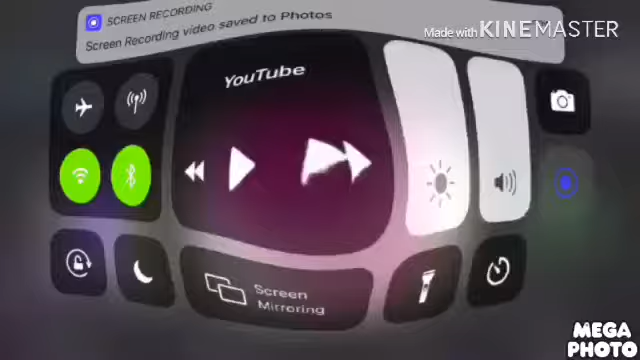 SCREEN RECORDING
Screen Recording video saved to Photos
Made with KINEMASTER
YouTube
Screen
Mirroring
MEGA
PHOTO